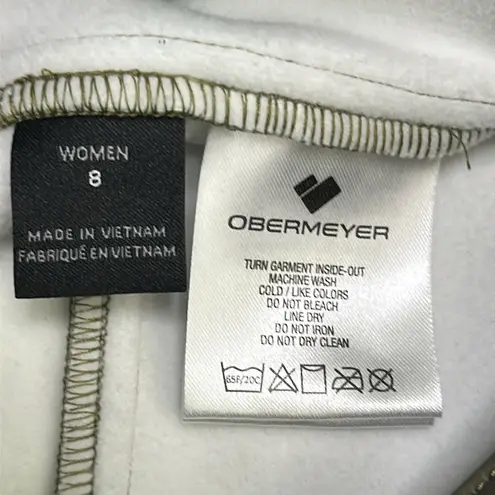 WOMEN
8
MADE IN VIETNAM
FABRIQUÉ EN VIETNAM
OBERMEYER
TURN GARMENT INSIDE-OUT
MACHINE WASH
COLD / LIKE COLORS
DO NOT BLEACH
LINE DRY
DO NOT IRON
DO NOT DRY CLEAN
65F/20C